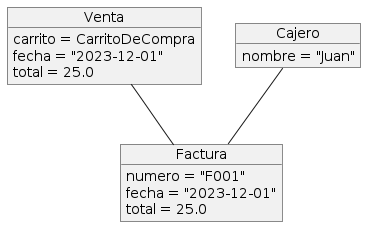 Venta
carrito = CarritoDeCompra
fecha = "2023-12-01"
total = 25.0
Cajero
nombre = "Juan"
Factura
numero = "F001"
fecha = "2023-12-01"
total = 25.0